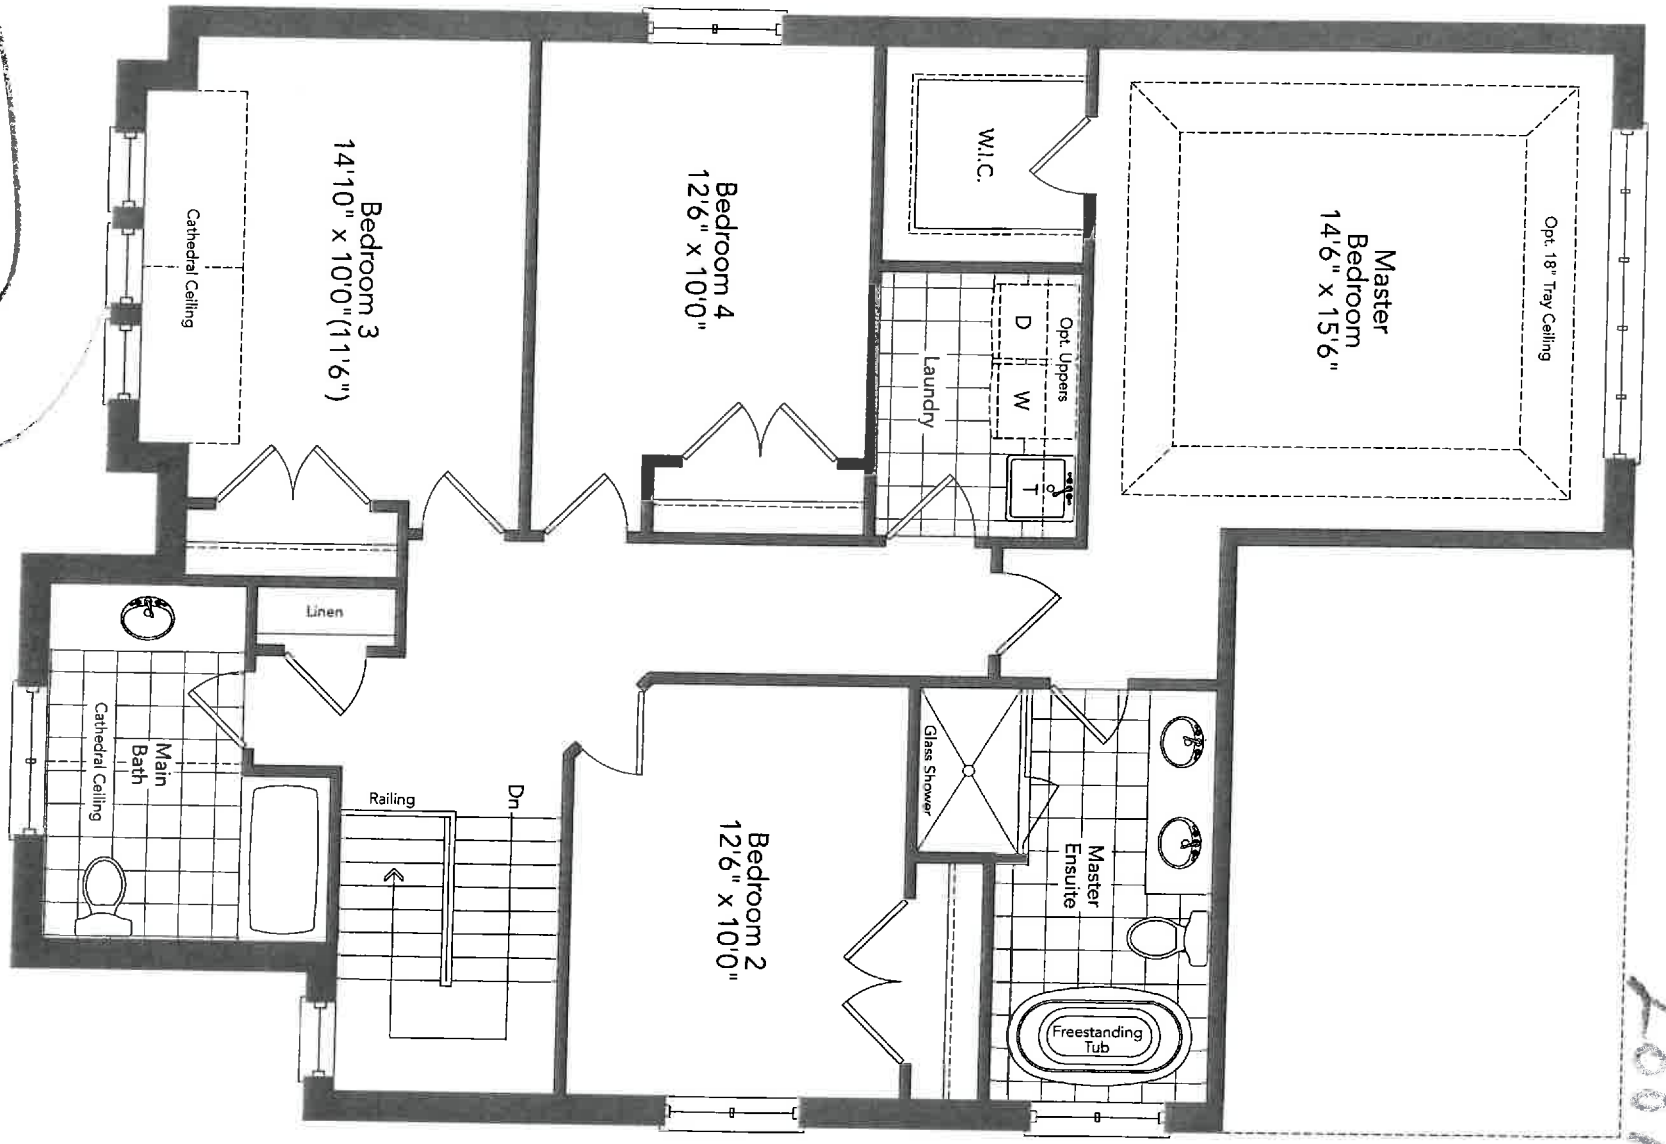 Opt. 18" Tray Ceiling
Master
Bedroom
14'6" x 15'6"
W.I.C.
Opt. Uppers
D
W
T
Laundry
Bedroom 4
12'6" x 10'0"
Bedroom 3
14'10" x 10'0"(11'6")
Cathedral Ceiling
Linen
Main
Bath
Cathedral Ceiling
Railing
Dn
Bedroom 2
12'6" x 10'0"
Glass Shower
Master
Ensuite
Freestanding
Tub